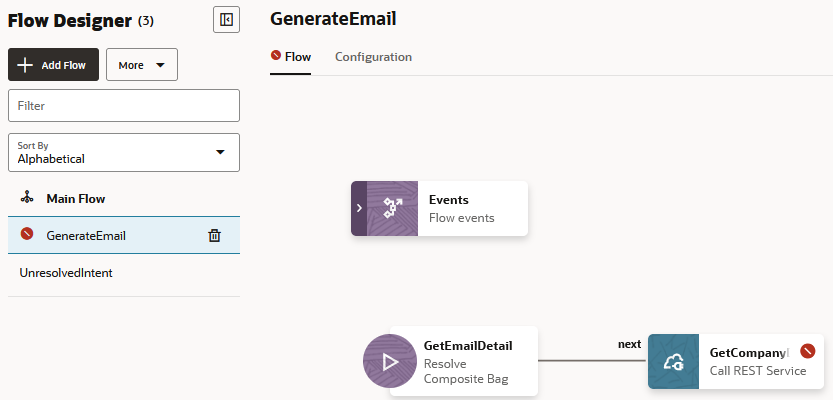 Flow Designer (3)
Add Flow
More
Filter
Sort By
Alphabetical
Main Flow
GenerateEmail
UnresolvedIntent
GenerateEmail
Flow
Configuration
Events
Flow events
GetEmailDetail
Resolve
Composite Bag
next
GetCompany
Call REST Service